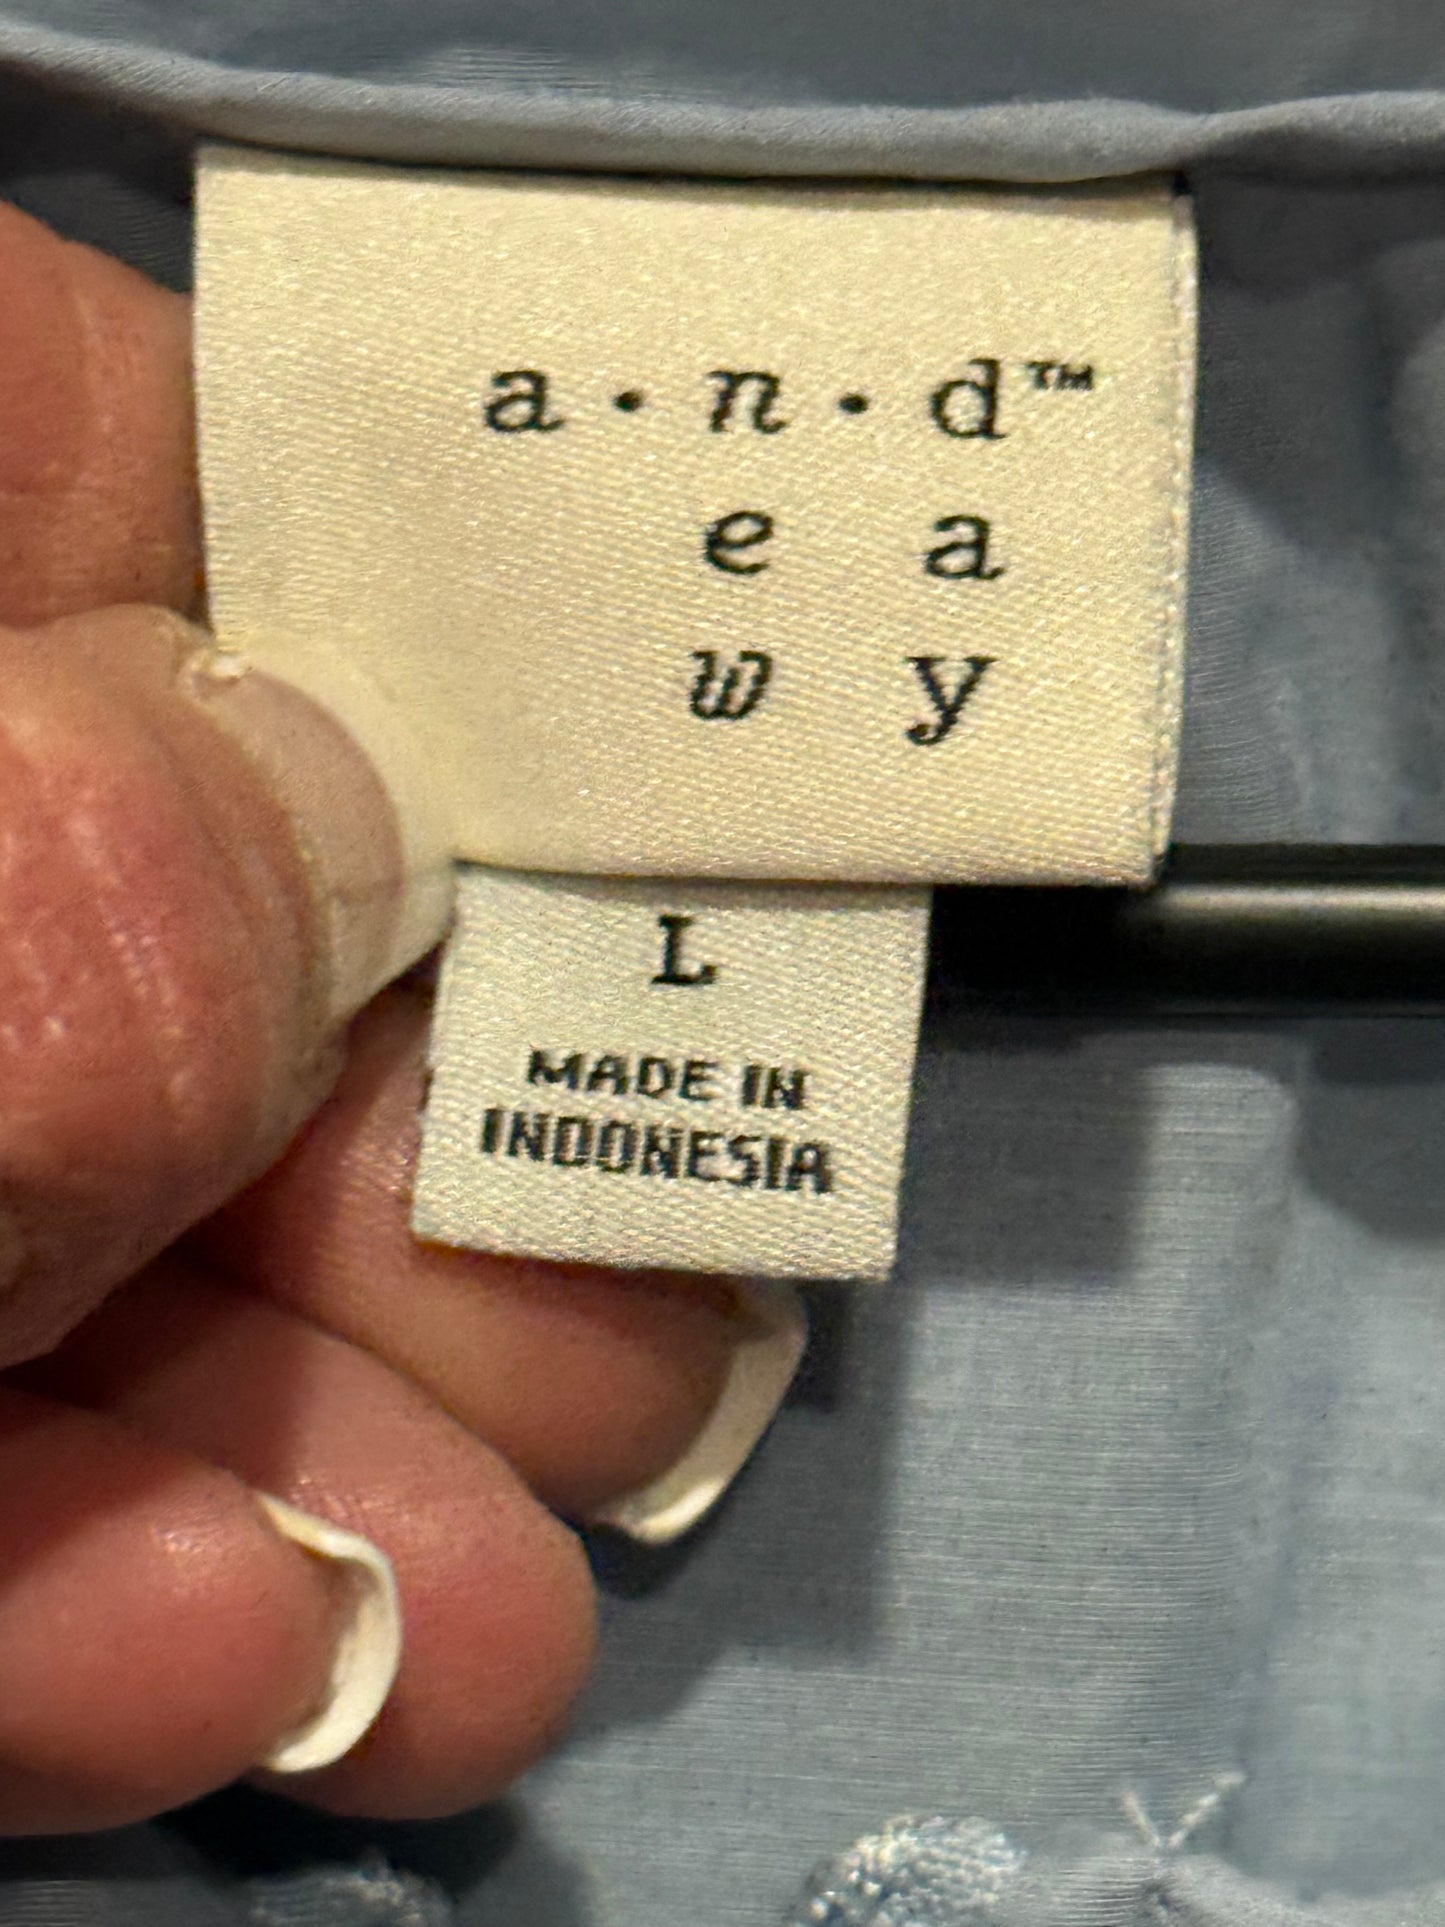 a • n • d™
e a
w y
L
MADE IN
INDONESIA